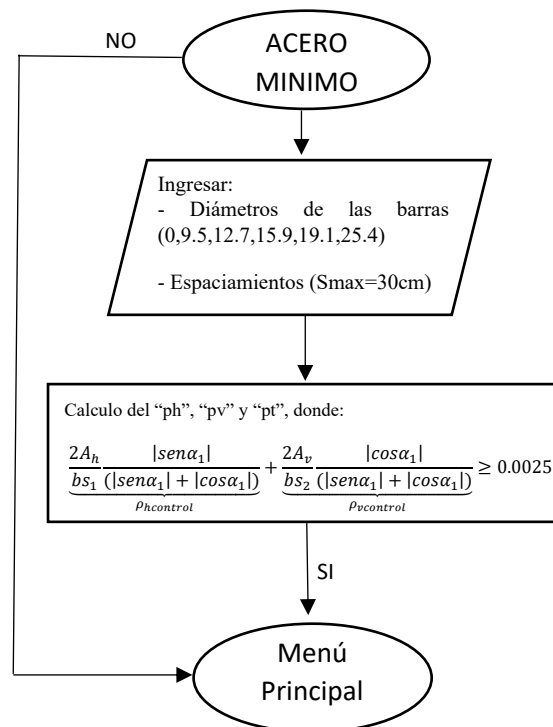 NO
ACERO
MINIMO
Ingresar:
- Diámetros de las barras
(0,9.5,12.7,15.9,19.1,25.4)
- Espaciamientos (Smax=30cm)
Calculo del “ph”, “pv” y “pt”, donde:
2A_h/bs_1 |senα_1|/(|senα_1| + |cosα_1|) + 2A_v/bs_2 |cosα_1|/(|senα_1| + |cosα_1|) ≥ 0.0025
ρ_hcontrol ρ_vcontrol
SI
Menú
Principal